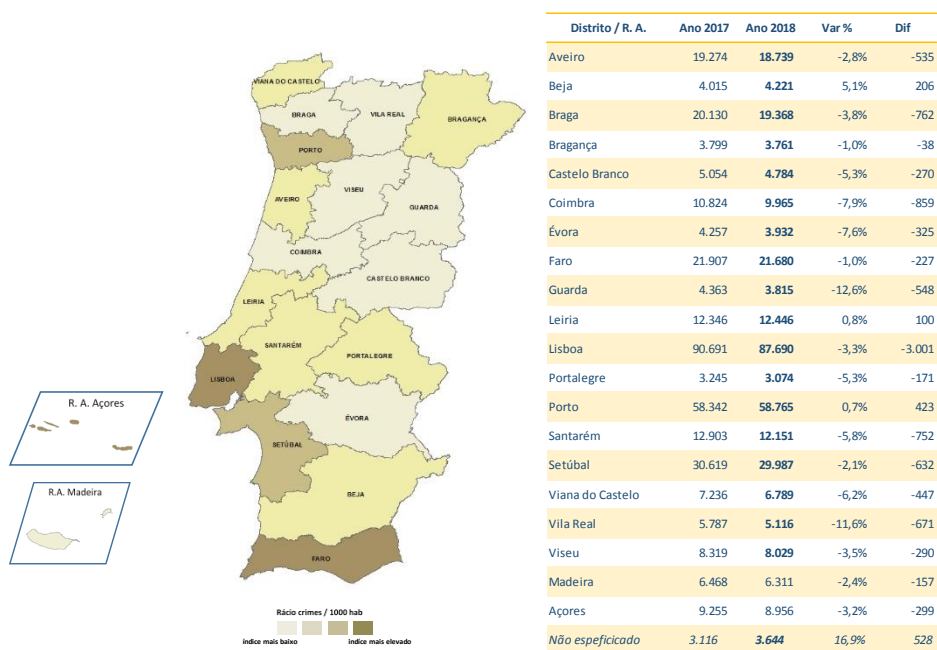 VIANA DO CASTELO
BRAGA
VILA REAL
BRAGANÇA
PORTO
AVEIRO
VISEU
GUARDA
COIMBRA
CASTELO BRANCO
LEIRIA
SANTARÉM
PORTALEGRE
LISBOA
ÉVORA
SETÚBAL
BEJA
FARO
R. A. Açores
R.A. Madeira
Rácio crimes / 1000 hab
índice mais baixo índice mais elevado
Distrito / R. A. Ano 2017 Ano 2018 Var % Dif
Aveiro 19.274 18.739 -2,8% -535
Beja 4.015 4.221 5,1% 206
Braga 20.130 19.368 -3,8% -762
Bragança 3.799 3.761 -1,0% -38
Castelo Branco 5.054 4.784 -5,3% -270
Coimbra 10.824 9.965 -7,9% -859
Évora 4.257 3.932 -7,6% -325
Faro 21.907 21.680 -1,0% -227
Guarda 4.363 3.815 -12,6% -548
Leiria 12.346 12.446 0,8% 100
Lisboa 90.691 87.690 -3,3% -3.001
Portalegre 3.245 3.074 -5,3% -171
Porto 58.342 58.765 0,7% 423
Santarém 12.903 12.151 -5,8% -752
Setúbal 30.619 29.987 -2,1% -632
Viana do Castelo 7.236 6.789 -6,2% -447
Vila Real 5.787 5.116 -11,6% -671
Viseu 8.319 8.029 -3,5% -290
Madeira 6.468 6.311 -2,4% -157
Açores 9.255 8.956 -3,2% -299
Não espeficicado 3.116 3.644 16,9% 528